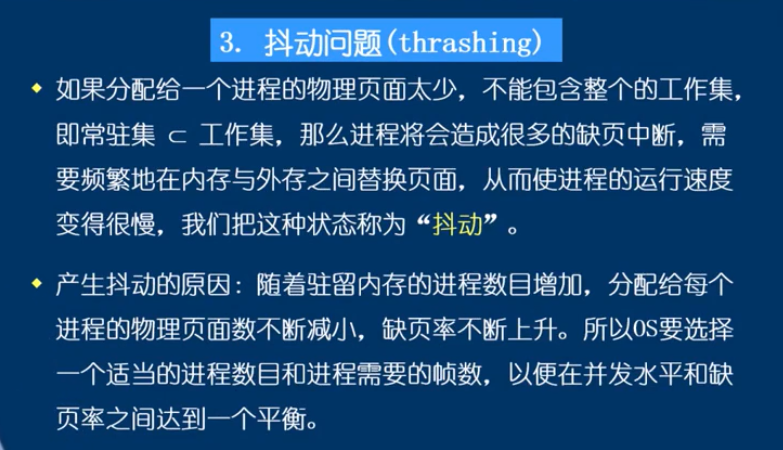 3. 抖动问题(thrashing)
如果分配给一个进程的物理页面太少，不能包含整个的工作集，
即常驻集 ⊂ 工作集，那么进程将会造成很多的缺页中断，需
要频繁地在内存与外存之间替换页面，从而使进程的运行速度
变得很慢，我们把这种状态称为“抖动”。
产生抖动的原因：随着驻留内存的进程数目增加，分配给每个
进程的物理页面数不断减小，缺页率不断上升。所以OS要选择
一个适当的进程数目和进程需要的帧数，以便在并发水平和缺
页率之间达到一个平衡。